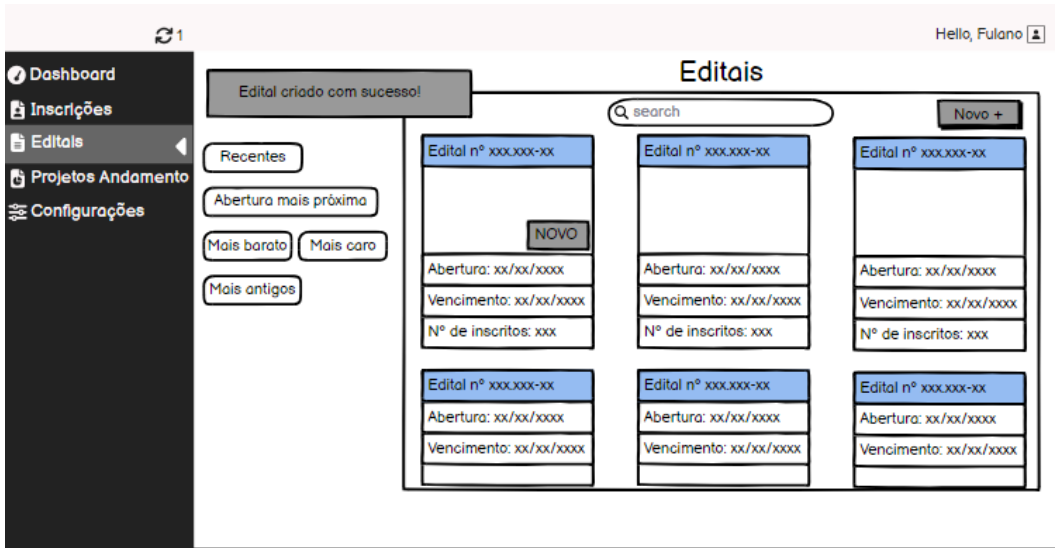 1
Hello, Fulano
Dashboard
Inscrições
Editais
Projetos Andamento
Configurações
Edital criado com sucesso!
Recentes
Abertura mais próxima
Mais barato
Mais caro
Mais antigos
Editais
search
Novo +
Edital nº xxx.xxx-xx
NOVO
Abertura: xx/xx/xxxx
Vencimento: xx/xx/xxxx
Nº de inscritos: xxx
Edital nº xxx.xxx-xx
Abertura: xx/xx/xxxx
Vencimento: xx/xx/xxxx
Nº de inscritos: xxx
Edital nº xxx.xxx-xx
Abertura: xx/xx/xxxx
Vencimento: xx/xx/xxxx
Nº de inscritos: xxx
Edital nº xxx.xxx-xx
Abertura: xx/xx/xxxx
Vencimento: xx/xx/xxxx
Edital nº xxx.xxx-xx
Abertura: xx/xx/xxxx
Vencimento: xx/xx/xxxx
Edital nº xxx.xxx-xx
Abertura: xx/xx/xxxx
Vencimento: xx/xx/xxxx